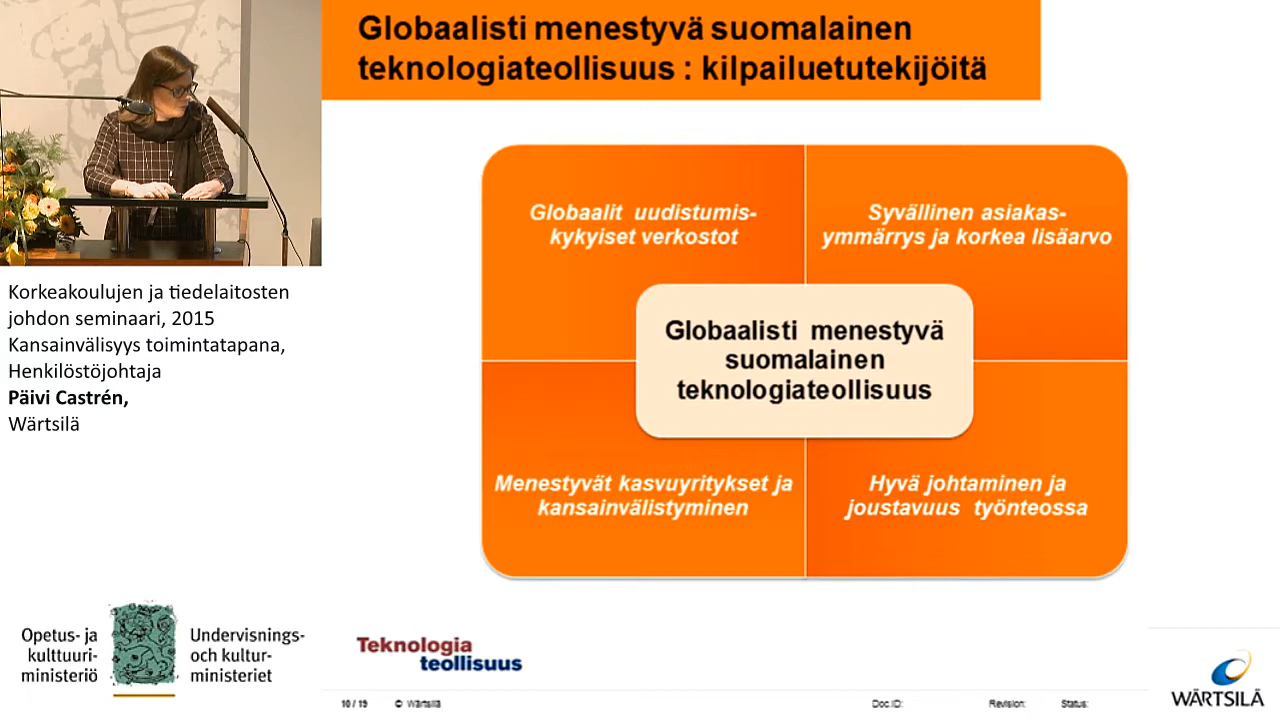 Globaalisti menestyvä suomalainen
teknologiateollisuus : kilpailuetutekijöitä
Globaalit uudistumis-
kykyiset verkostot
Syvällinen asiakas-
ymmärrys ja korkea lisäarvo
Globaalisti menestyvä
suomalainen
teknologiateollisuus
Menestyvät kasvuyritykset ja
kansainvälistyminen
Hyvä johtaminen ja
joustavuus työnteossa
Korkeakoulujen ja tiedelaitosten
johdon seminaari, 2015
Kansainvälisyys toimintatapana,
Henkilöstöjohtaja
Päivi Castrén,
Wärtsilä
Opetus- ja
kulttuuri-
ministeriö
Undervisnings-
och kultur-
ministeriet
Teknologia
teollisuus
10 / 19 © Wärtsilä Doc.ID: Revision: Status:
WÄRTSILÄ